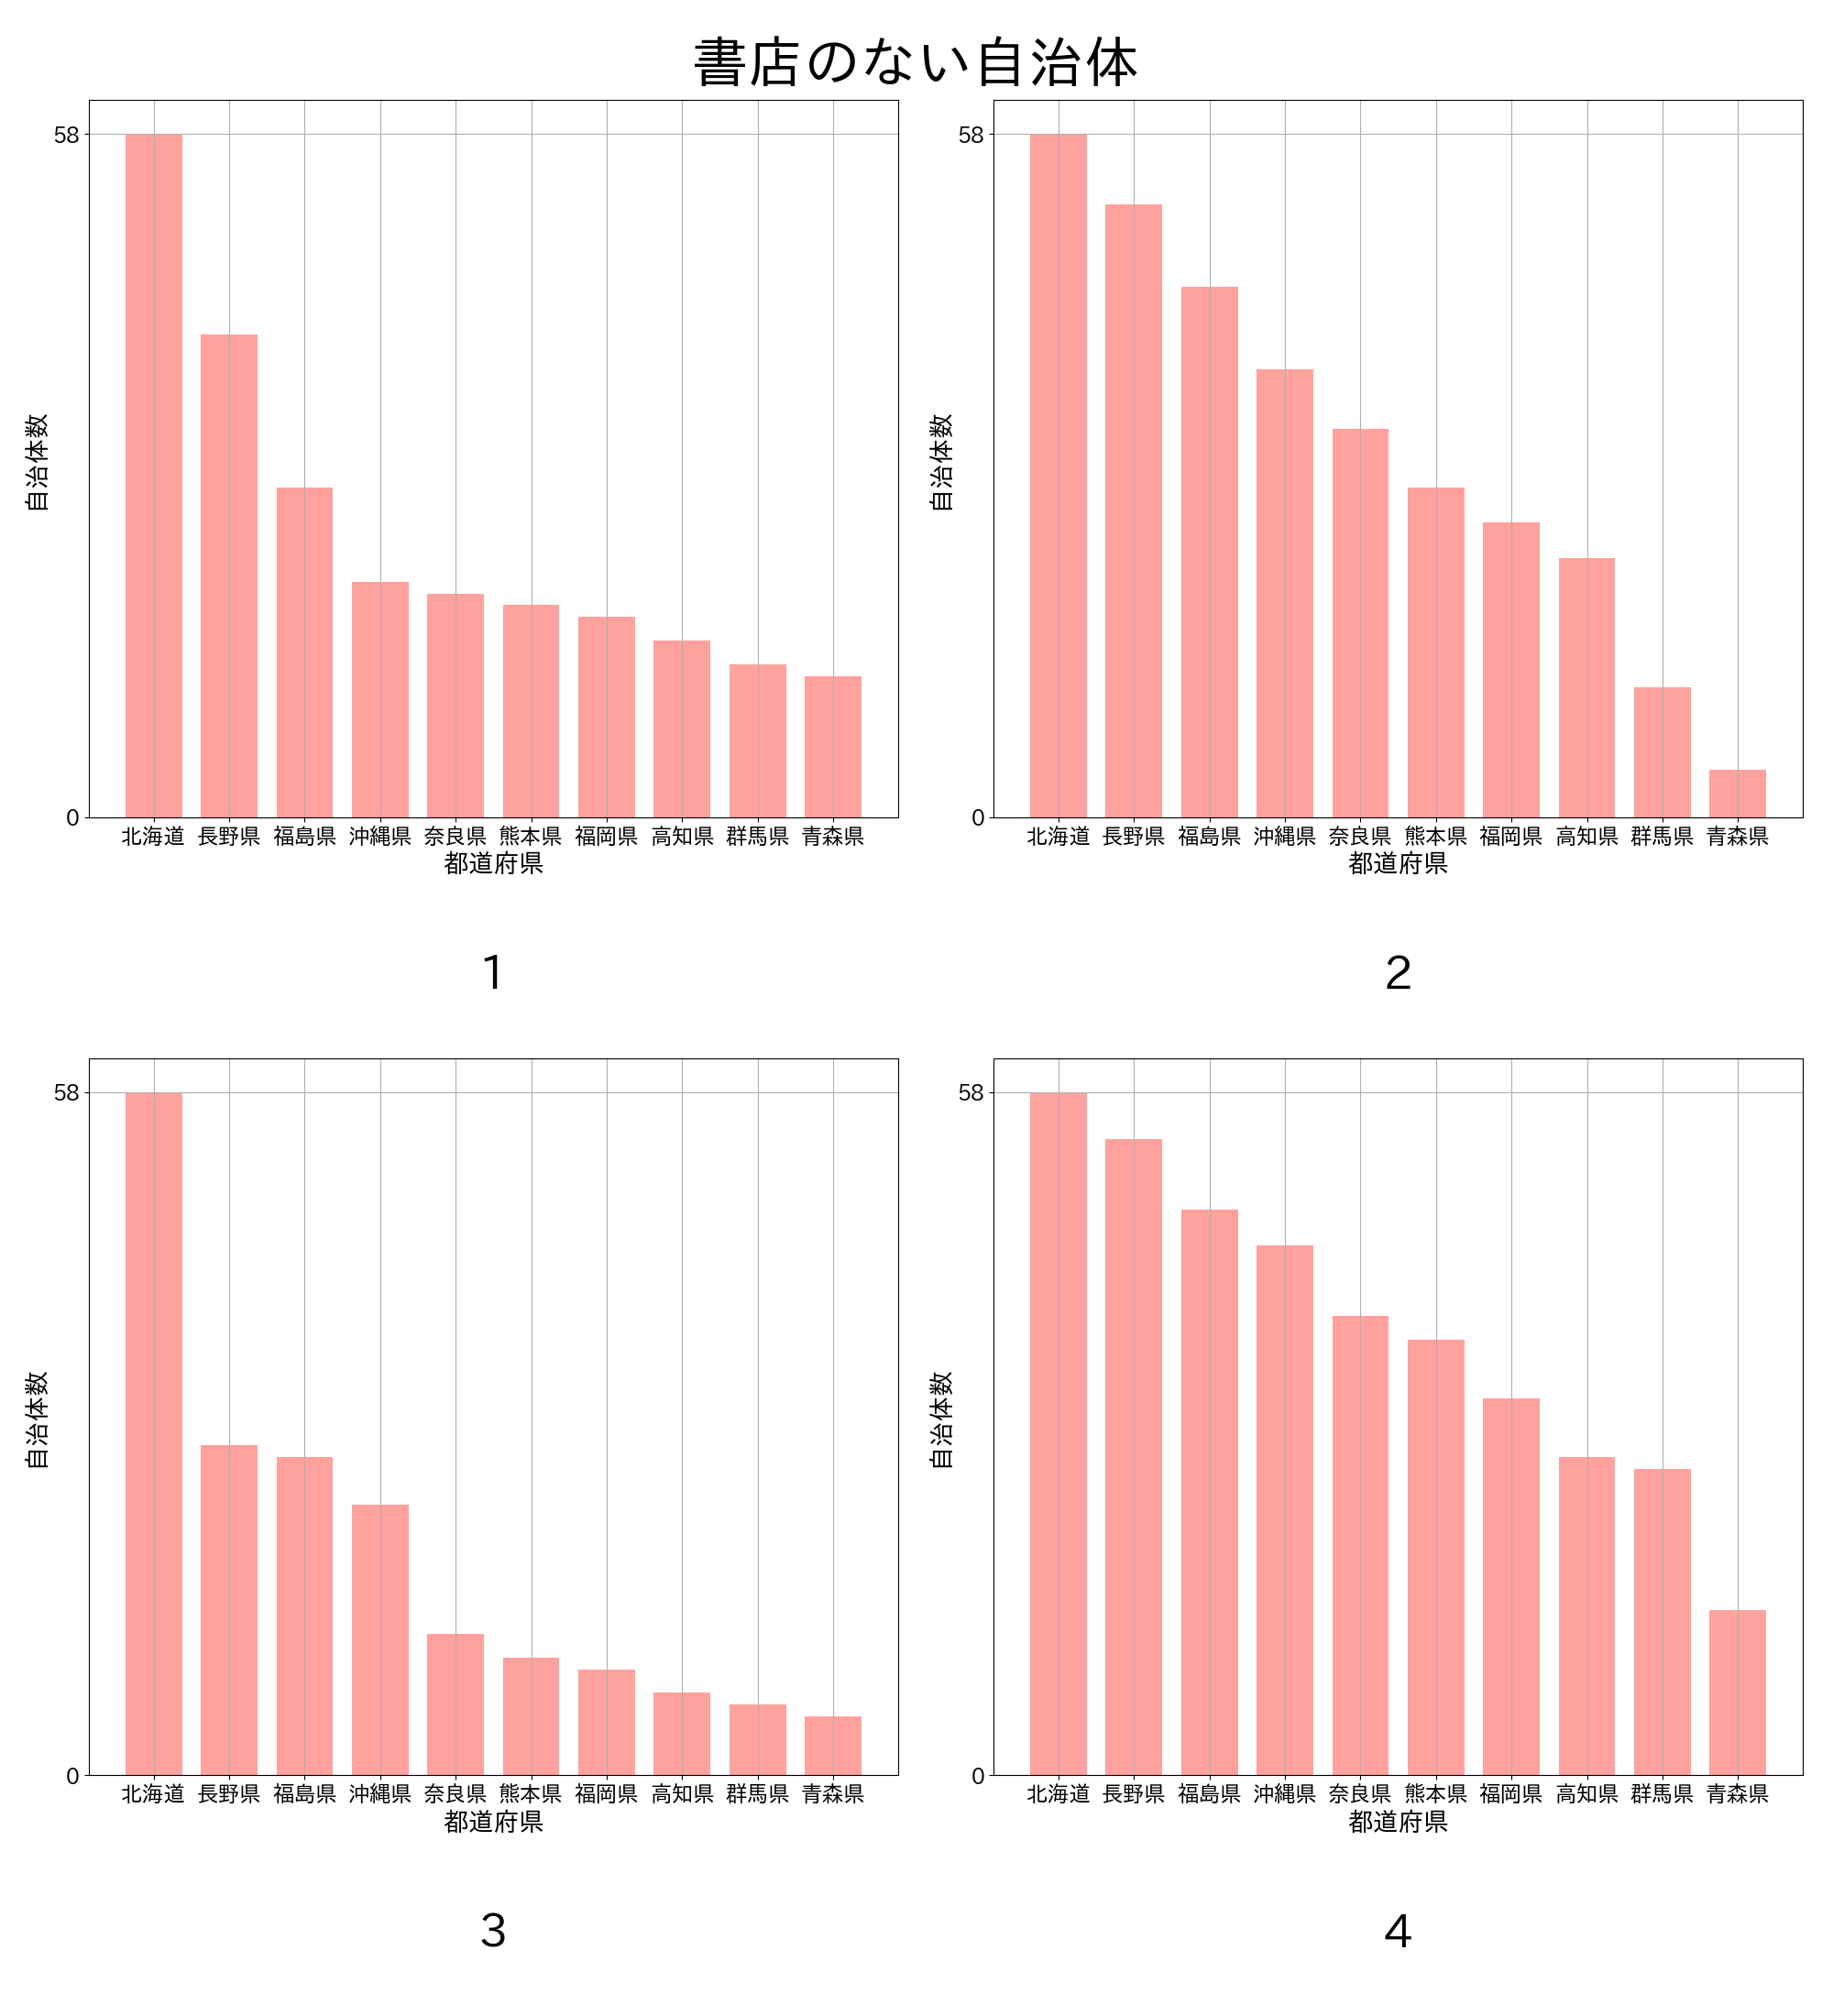 書店のない自治体
58
0
自治体数
北海道 長野県 福島県 沖縄県 奈良県 熊本県 福岡県 高知県 群馬県 青森県
都道府県
1
58
0
自治体数
北海道 長野県 福島県 沖縄県 奈良県 熊本県 福岡県 高知県 群馬県 青森県
都道府県
2
58
0
自治体数
北海道 長野県 福島県 沖縄県 奈良県 熊本県 福岡県 高知県 群馬県 青森県
都道府県
3
58
0
自治体数
北海道 長野県 福島県 沖縄県 奈良県 熊本県 福岡県 高知県 群馬県 青森県
都道府県
4